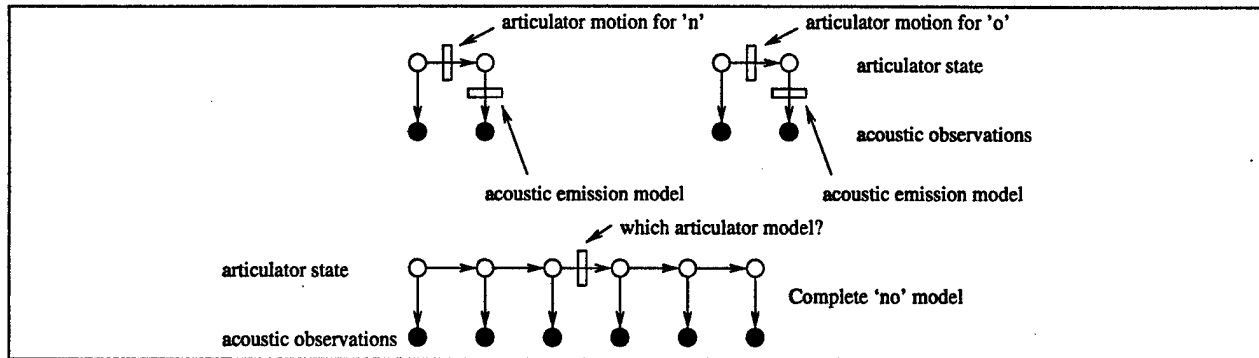 articulator motion for 'n'
articulator motion for 'o'
articulator state
acoustic observations
acoustic emission model
acoustic emission model
which articulator model?
articulator state
Complete 'no' model
acoustic observations